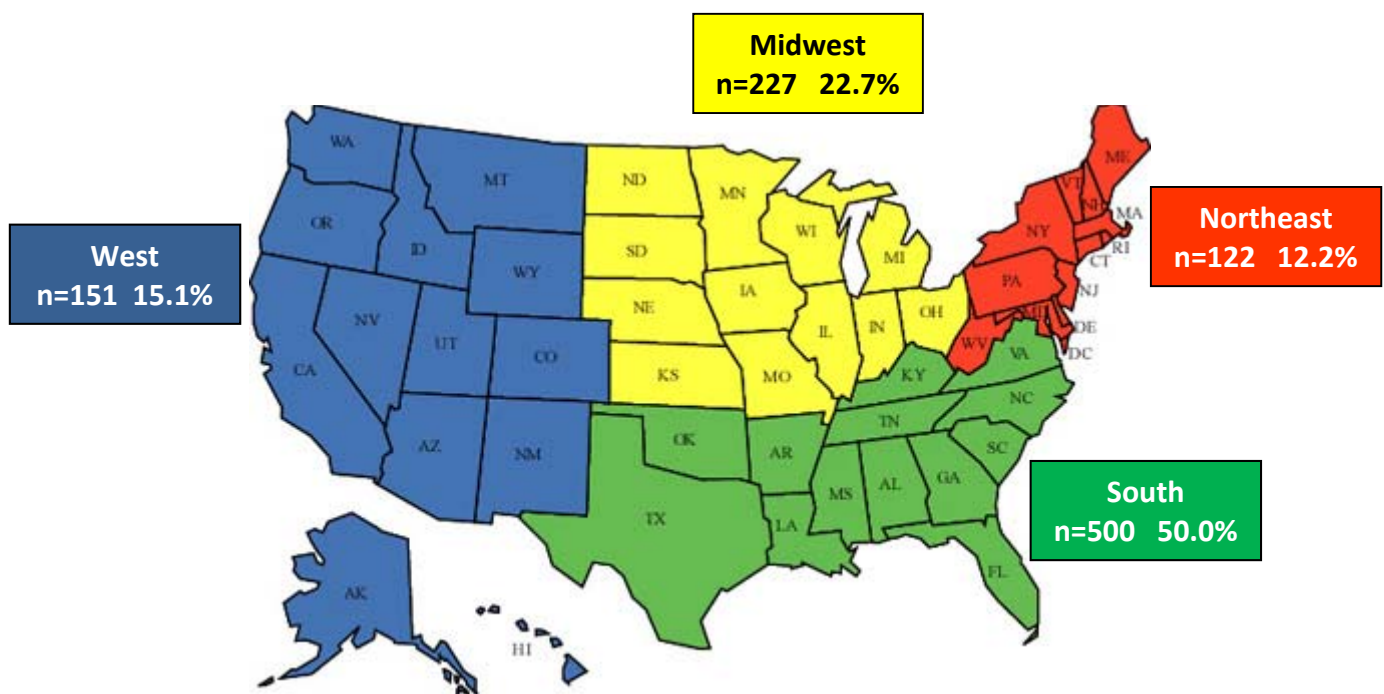 Midwest
n=227 22.7%
West
n=151 15.1%
Northeast
n=122 12.2%
South
n=500 50.0%
WA
OR
CA
NV
ID
MT
WY
UT
CO
AZ
NM
AK
HI
ND
SD
NE
KS
MN
IA
MO
WI
IL
MI
IN
OH
ME
VT
NH
MA
RI
CT
NY
PA
NJ
MD
DE
DC
WV
VA
KY
NC
TN
SC
OK
AR
TX
LA
MS
AL
GA
FL